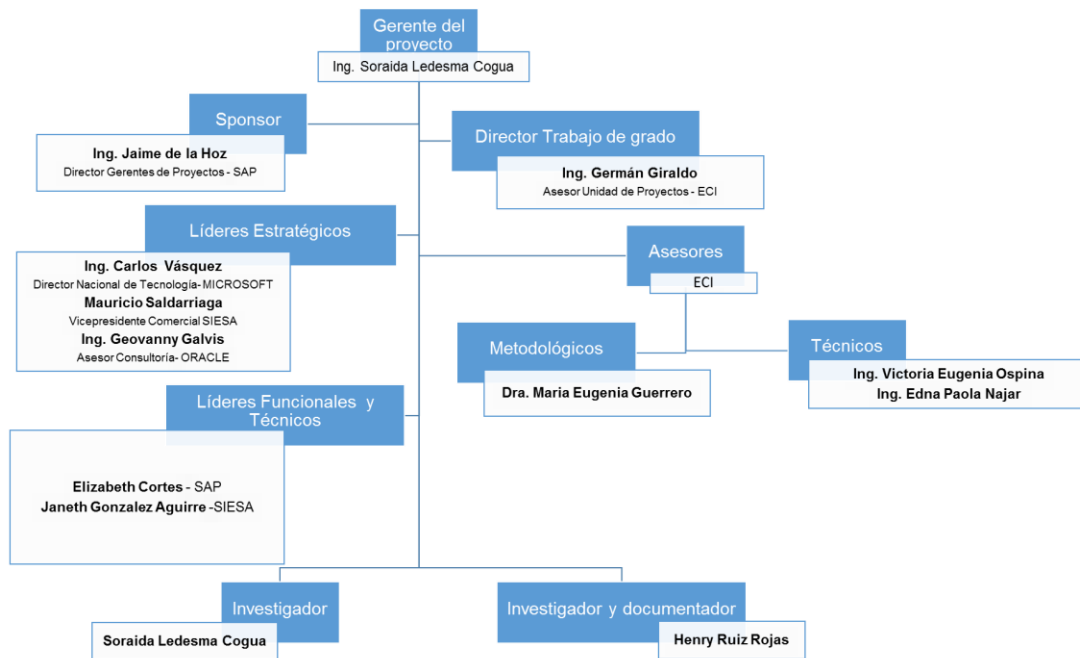 Gerente del
proyecto
Ing. Soraida Ledesma Cogua
Sponsor
Ing. Jaime de la Hoz
Director Gerentes de Proyectos - SAP
Director Trabajo de grado
Ing. Germán Giraldo
Asesor Unidad de Proyectos - ECI
Líderes Estratégicos
Ing. Carlos Vásquez
Director Nacional de Tecnología- MICROSOFT
Mauricio Saldarriaga
Vicepresidente Comercial SIESA
Ing. Geovanny Galvis
Asesor Consultoría- ORACLE
Asesores
ECI
Metodológicos
Dra. Maria Eugenia Guerrero
Técnicos
Ing. Victoria Eugenia Ospina
Ing. Edna Paola Najar
Líderes Funcionales y
Técnicos
Elizabeth Cortes - SAP
Janeth Gonzalez Aguirre -SIESA
Investigador
Soraida Ledesma Cogua
Investigador y documentador
Henry Ruiz Rojas